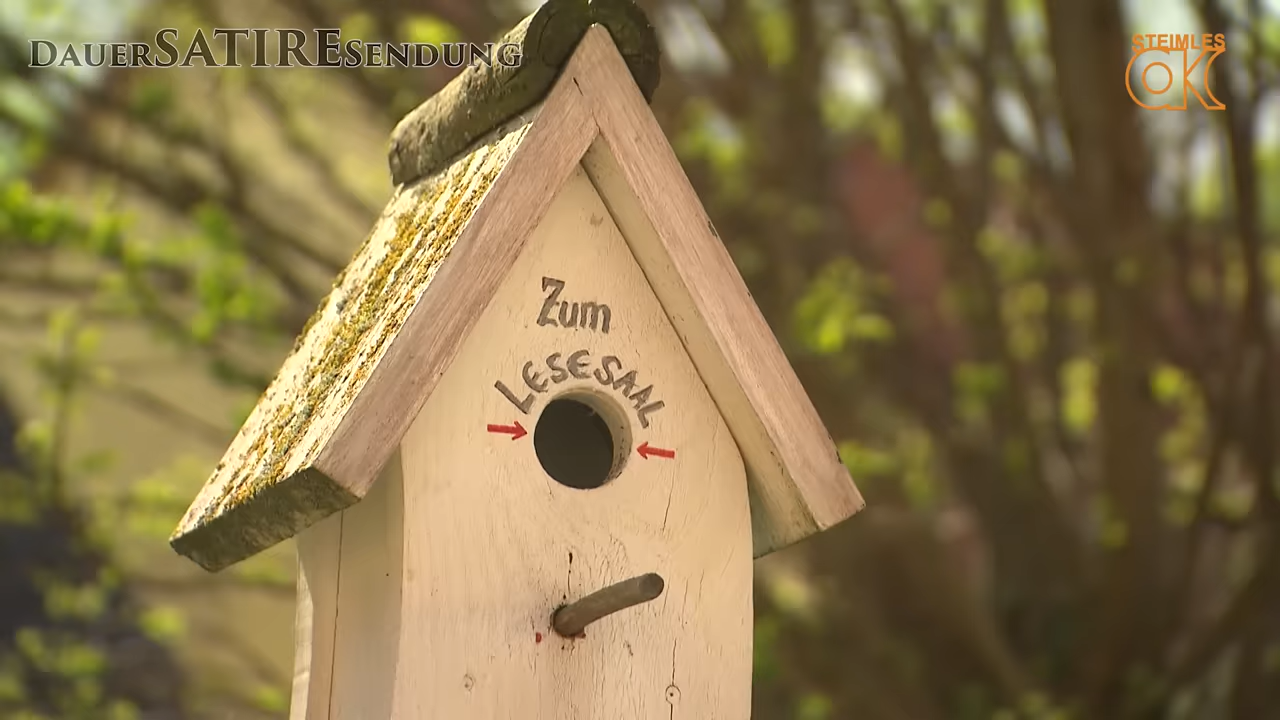 DAUERSATIRESENDUNG
STEIMLES
OK
Zum
LESESAAL